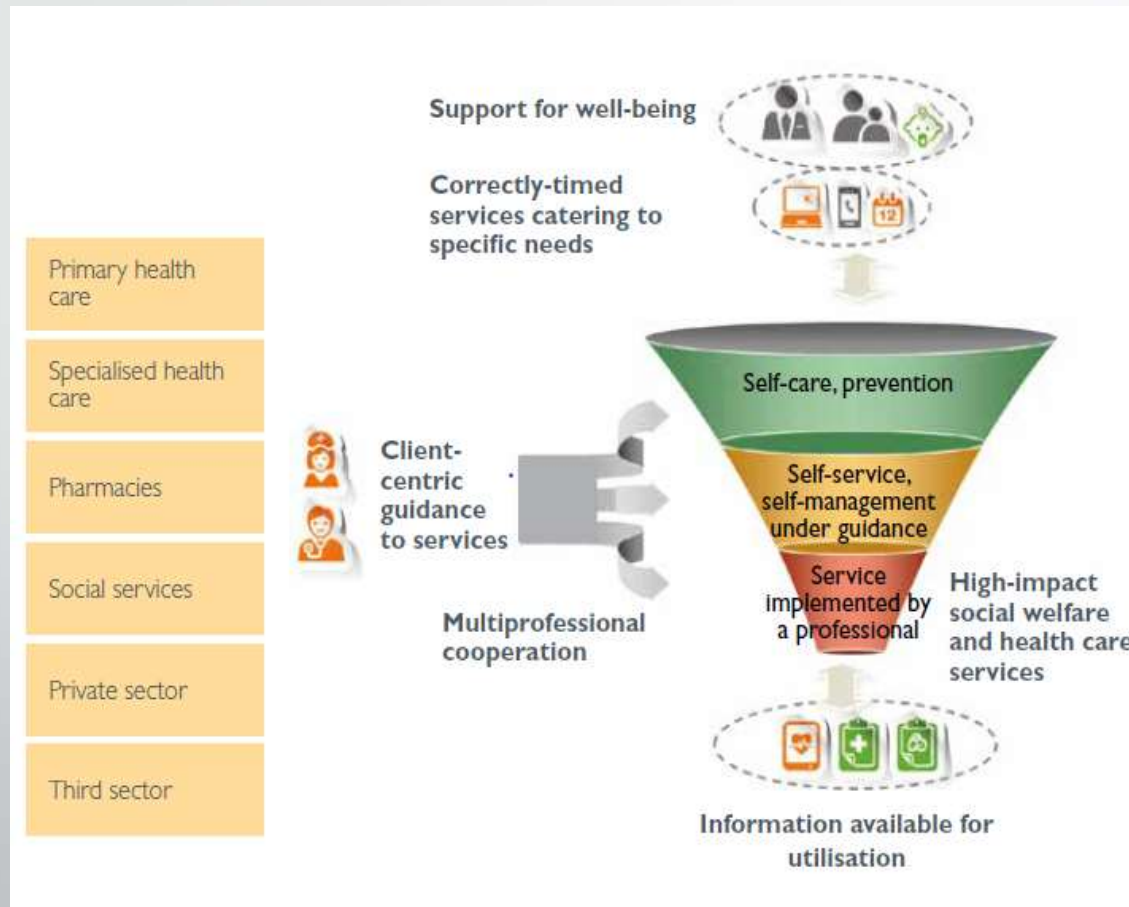 Support for well-being
Correctly-timed
services catering to
specific needs
12
Primary health
care
Specialised health
care
Pharmacies
Social services
Private sector
Third sector
Client-
centric
guidance
to services
Multiprofessional
cooperation
Self-care, prevention
Self-service,
self-management
under guidance
Service
implemented by
a professional
High-impact
social welfare
and health care
services
Information available for
utilisation